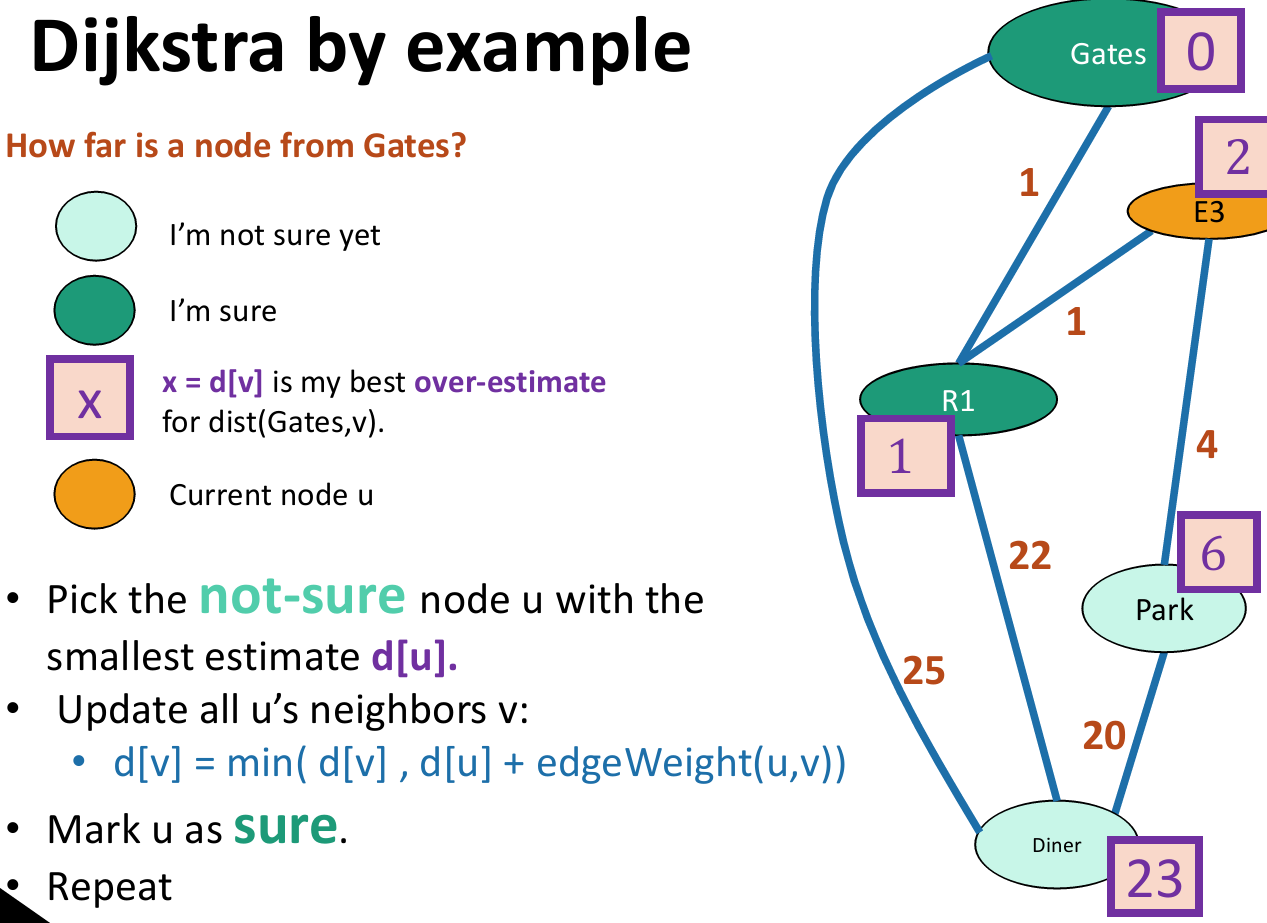 Dijkstra by example
How far is a node from Gates?
I'm not sure yet
I'm sure
x
x = d[v] is my best over-estimate
for dist(Gates,v).
Current node u
• Pick the not-sure node u with the
smallest estimate d[u].
• Update all u's neighbors v:
• d[v] = min( d[v] , d[u] + edgeWeight(u,v))
• Mark u as sure.
• Repeat
Gates
0
2
E3
1
1
R1
1
4
22
6
Park
25
20
Diner
23